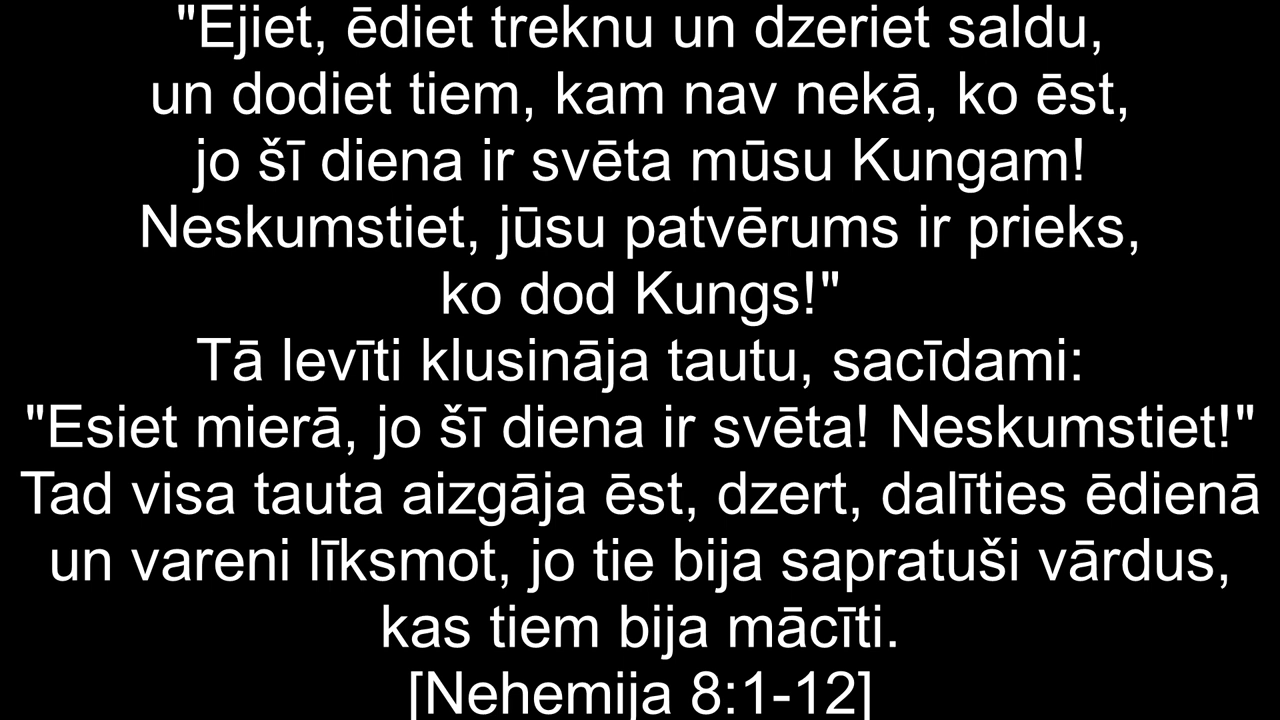 "Ejiet, ēdiet treknu un dzeriet saldu,
un dodiet tiem, kam nav nekā, ko ēst,
jo šī diena ir svēta mūsu Kungam!
Neskumstiet, jūsu patvērums ir prieks,
ko dod Kungs!"
Tā levīti klusināja tautu, sacīdami:
"Esiet mierā, jo šī diena ir svēta! Neskumstiet!"
Tad visa tauta aizgāja ēst, dzert, dalīties ēdienā
un vareni līksmot, jo tie bija sapratuši vārdus,
kas tiem bija mācīti.
[Nehemija 8:1-12]